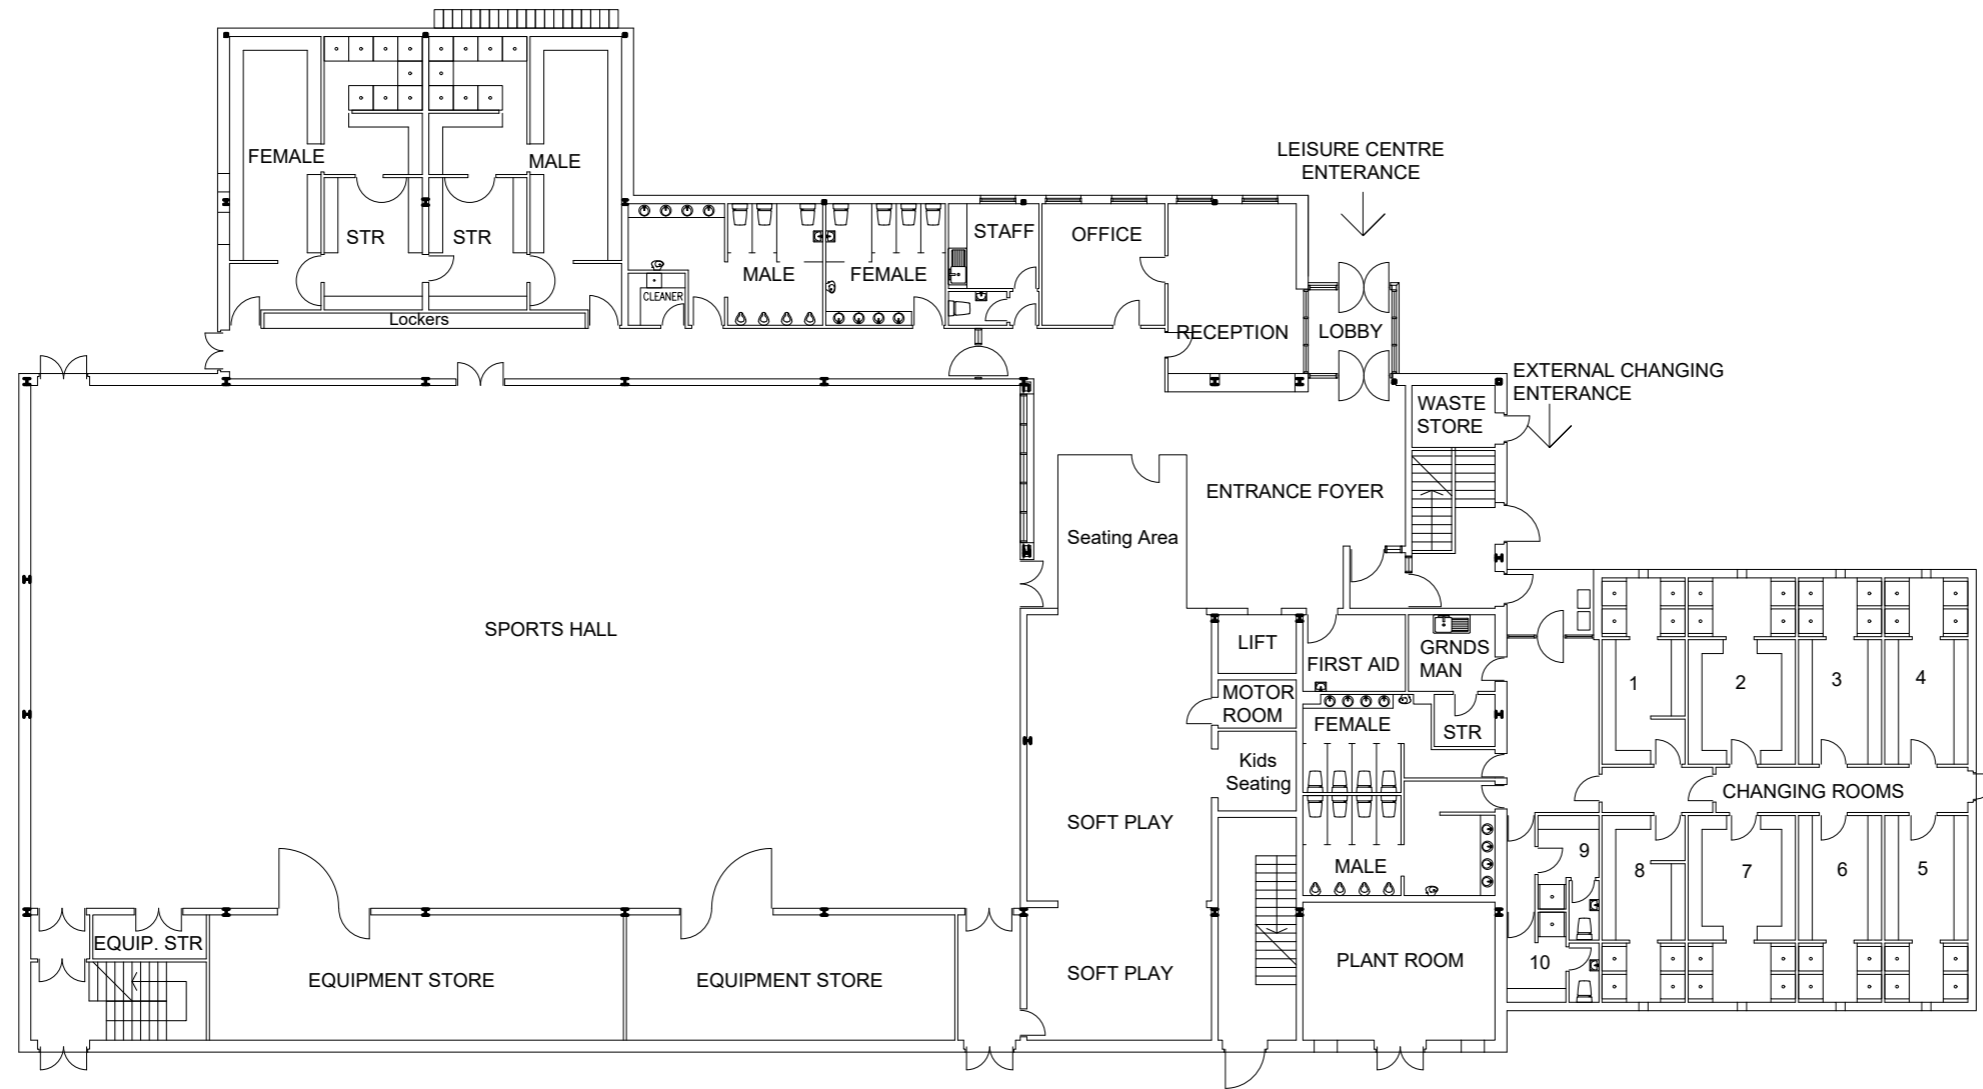 LEISURE CENTRE
ENTERANCE
FEMALE
MALE
STR
STR
STAFF
OFFICE
MALE
FEMALE
CLEANER
Lockers
RECEPTION
LOBBY
EXTERNAL CHANGING
ENTERANCE
WASTE
STORE
ENTRANCE FOYER
Seating Area
SPORTS HALL
LIFT
FIRST AID
GRNDS
MAN
MOTOR
ROOM
FEMALE
STR
Kids
Seating
1
2
3
4
CHANGING ROOMS
SOFT PLAY
MALE
9
8
7
6
5
EQUIP. STR
EQUIPMENT STORE
EQUIPMENT STORE
SOFT PLAY
PLANT ROOM
10